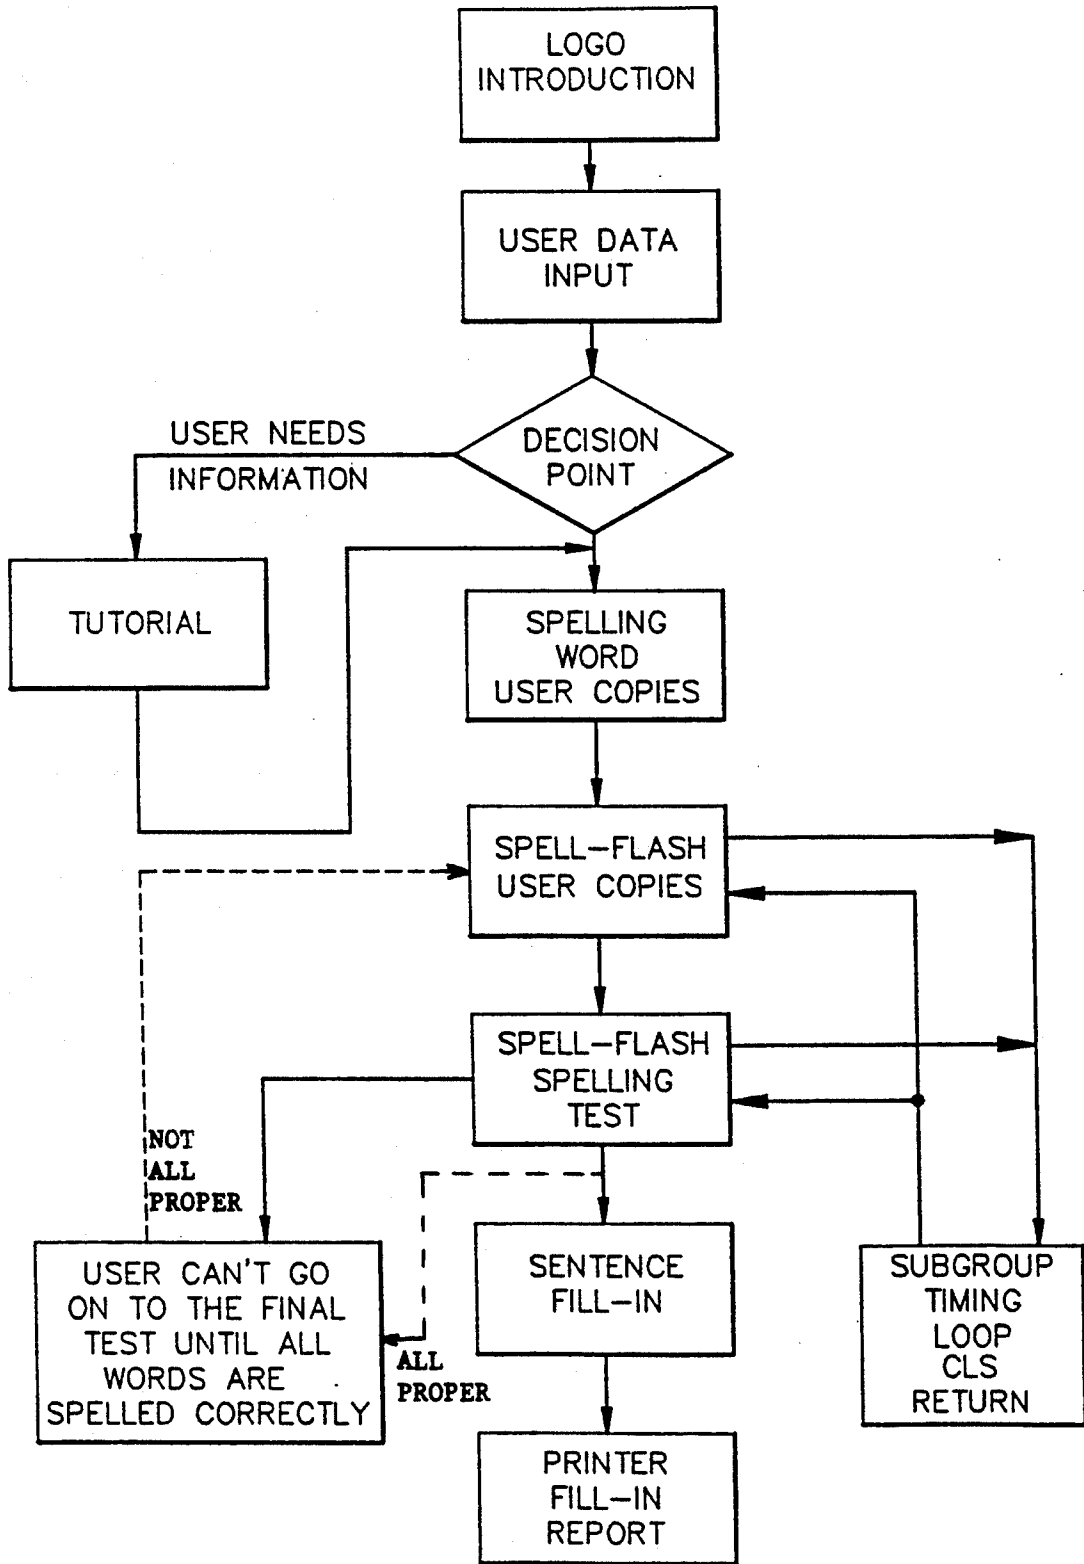 LOGO
INTRODUCTION
USER DATA
INPUT
DECISION
POINT
USER NEEDS
INFORMATION
TUTORIAL
SPELLING
WORD
USER COPIES
SPELL-FLASH
USER COPIES
SPELL-FLASH
SPELLING
TEST
NOT
ALL
PROPER
USER CAN'T GO
ON TO THE FINAL
TEST UNTIL ALL
WORDS ARE
SPELLED CORRECTLY
ALL
PROPER
SENTENCE
FILL-IN
SUBGROUP
TIMING
LOOP
CLS
RETURN
PRINTER
FILL-IN
REPORT